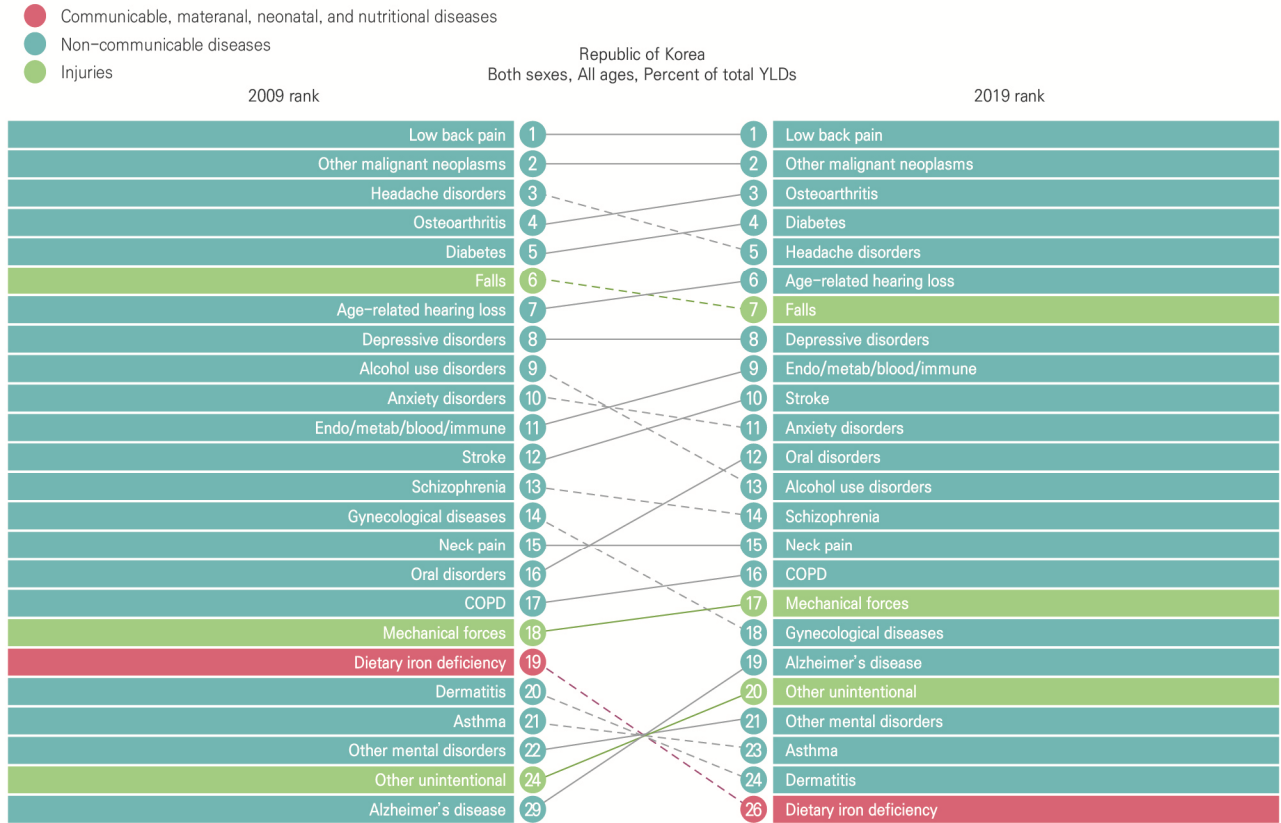 Communicable, materanal, neonatal, and nutritional diseases
Non-communicable diseases
Injuries
Republic of Korea
Both sexes, All ages, Percent of total YLDs
2009 rank
2019 rank
Low back pain 1 1 Low back pain
Other malignant neoplasms 2 2 Other malignant neoplasms
Headache disorders 3 3 Osteoarthritis
Osteoarthritis 4 4 Diabetes
Diabetes 5 5 Headache disorders
Falls 6 6 Age-related hearing loss
Age-related hearing loss 7 7 Falls
Depressive disorders 8 8 Depressive disorders
Alcohol use disorders 9 9 Endo/metab/blood/immune
Anxiety disorders 10 10 Stroke
Endo/metab/blood/immune 11 11 Anxiety disorders
Stroke 12 12 Oral disorders
Schizophrenia 13 13 Alcohol use disorders
Gynecological diseases 14 14 Schizophrenia
Neck pain 15 15 Neck pain
Oral disorders 16 16 COPD
COPD 17 17 Mechanical forces
Mechanical forces 18 18 Gynecological diseases
Dietary iron deficiency 19 19 Alzheimer's disease
Dermatitis 20 20 Other unintentional
Asthma 21 21 Other mental disorders
Other mental disorders 22 23 Asthma
Other unintentional 24 24 Dermatitis
Alzheimer's disease 29 26 Dietary iron deficiency